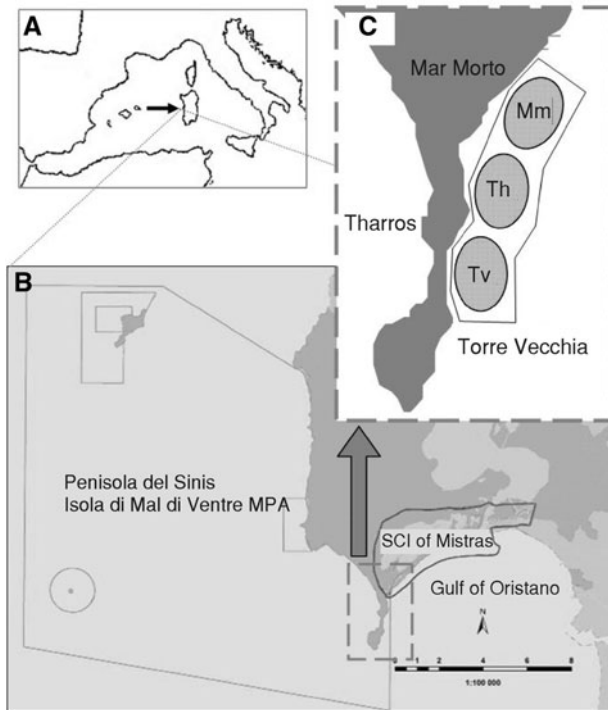 A
C
Mar Morto
Mm
Th
Tharros
Tv
Torre Vecchia
B
Penisola del Sinis
Isola di Mal di Ventre MPA
SCI of Mistras
Gulf of Oristano
N
0 2 4 6 8
1:100 000